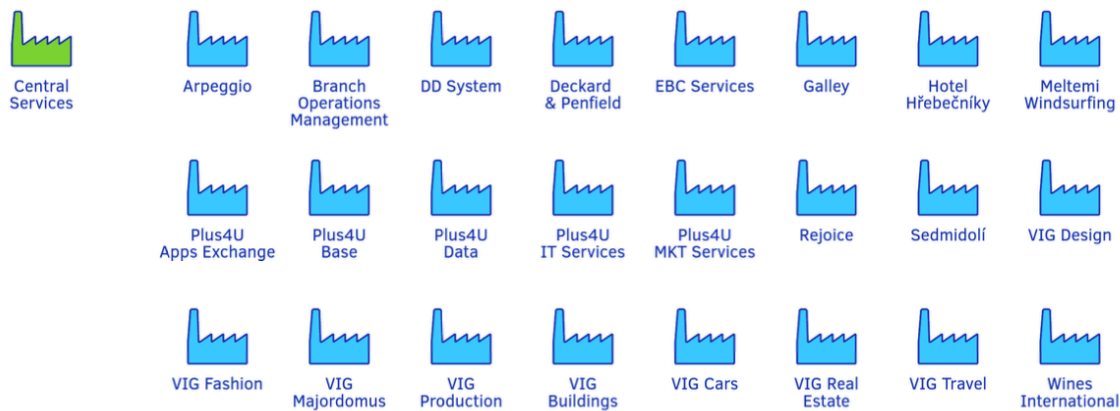 Central
Services
Arpeggio
Branch
Operations
Management
DD System
Deckard
& Penfield
EBC Services
Galley
Hotel
Hřebečníky
Meltemi
Windsurfing
Plus4U
Apps Exchange
Plus4U
Base
Plus4U
Data
Plus4U
IT Services
Plus4U
MKT Services
Rejoice
Sedmidolí
VIG Design
VIG Fashion
VIG
Majordomus
VIG
Production
VIG
Buildings
VIG Cars
VIG Real
Estate
VIG Travel
Wines
International